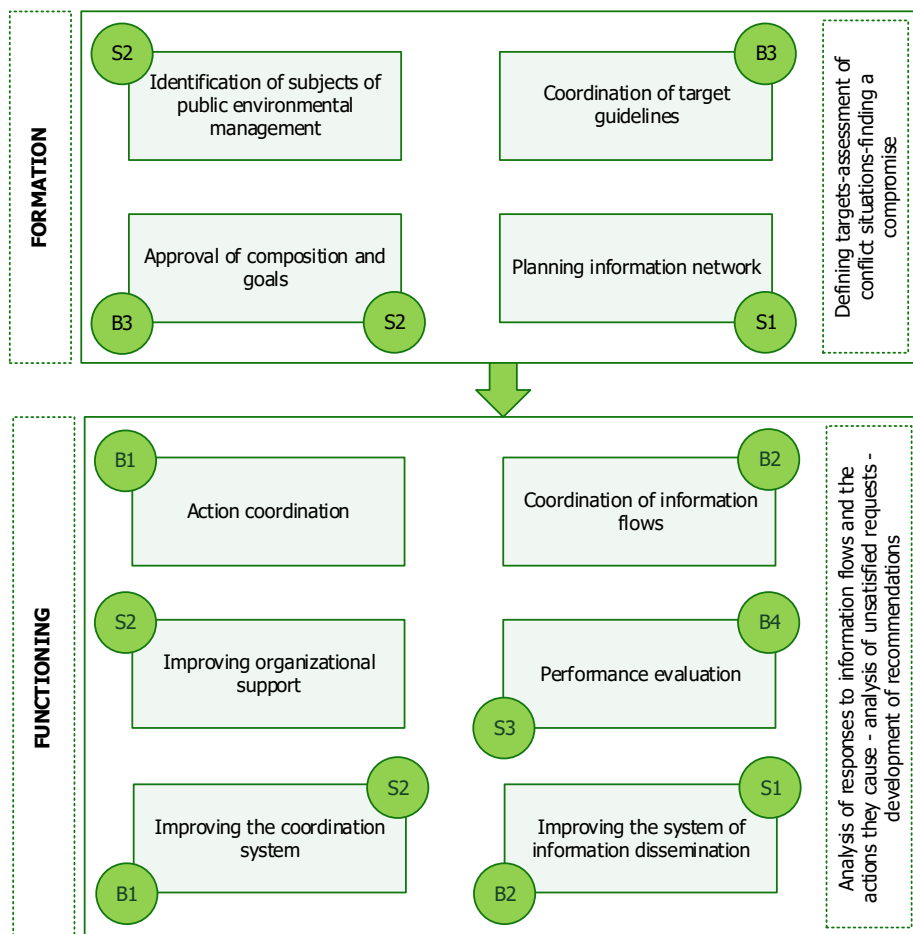 FORMATION
S2
Identification of subjects of
public environmental
management
B3
Coordination of target
guidelines
Approval of composition and
goals
B3
S2
Planning information network
S1
Defining targets-assessment of
conflict situations-finding a
compromise
FUNCTIONING
B1
Action coordination
B2
Coordination of information
flows
S2
Improving organizational
support
B4
Performance evaluation
S3
S2
Improving the coordination
system
B1
S1
Improving the system of
information dissemination
B2
Analysis of responses to information flows and the
actions they cause - analysis of unsatisfied requests -
development of recommendations